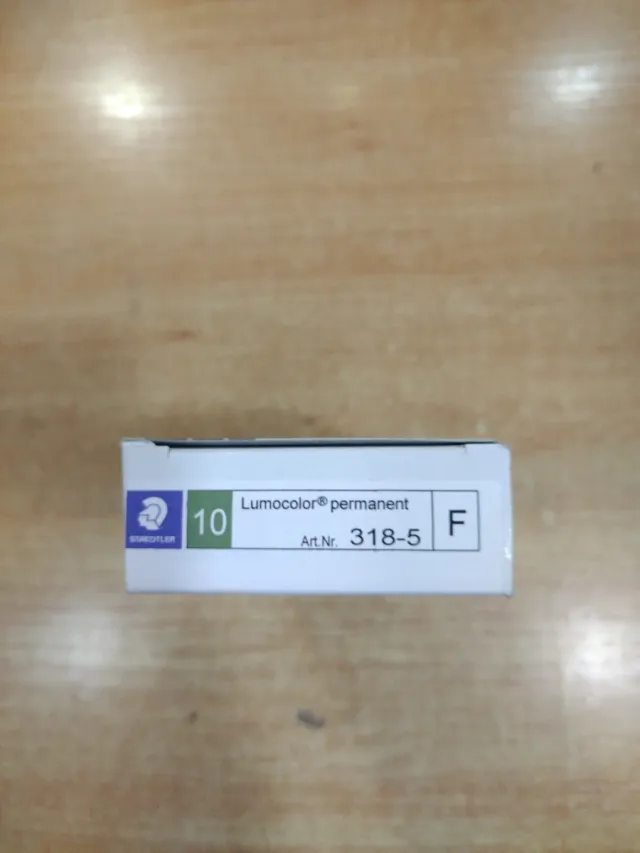 STAEDTLER
10
Lumocolor® permanent
Art.Nr. 318-5
F